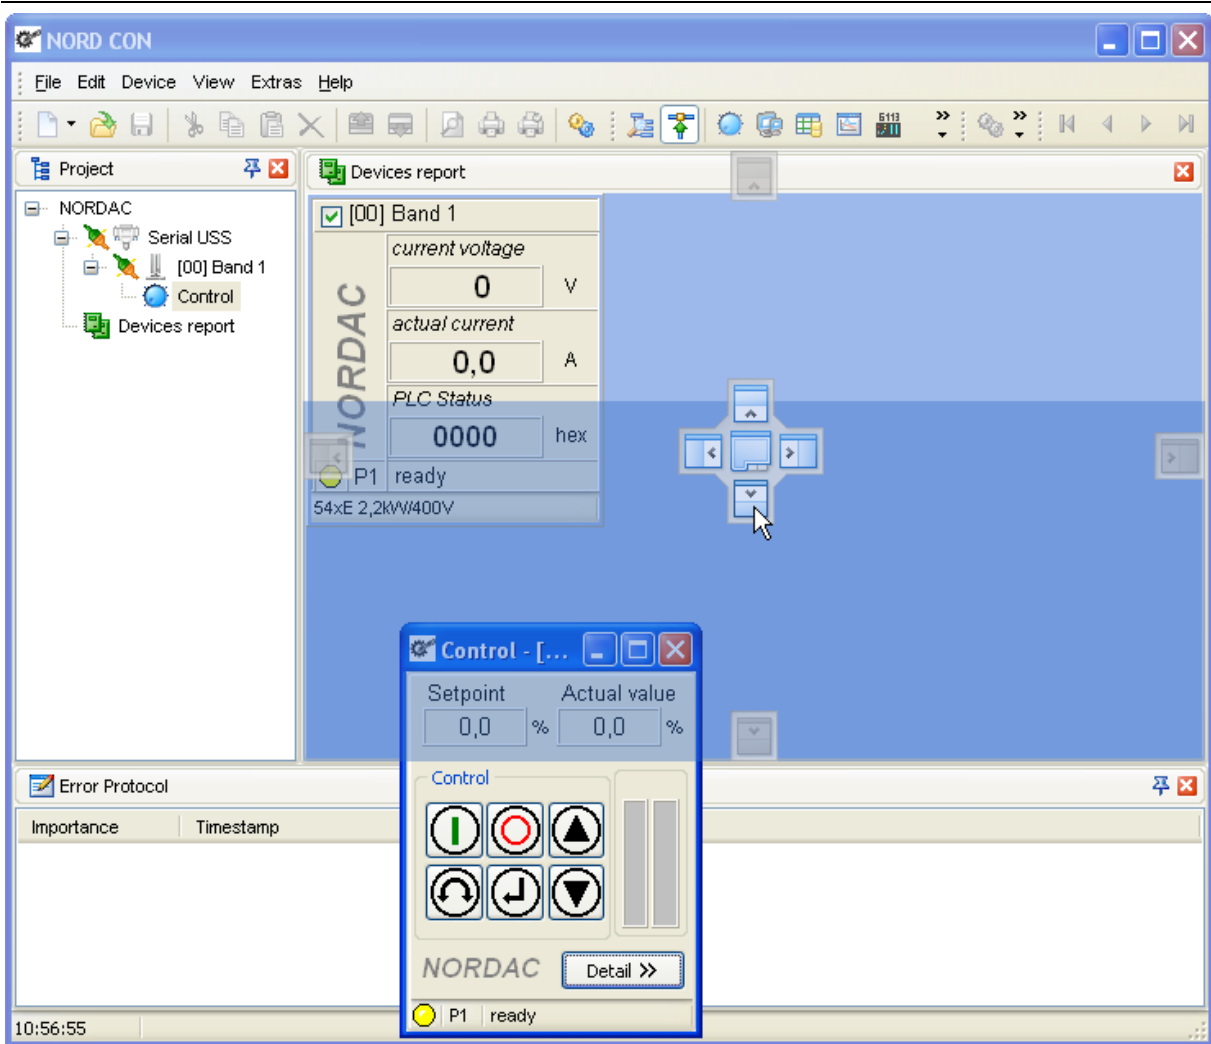 NORD CON
File Edit Device View Extras Help
6113
Project
Devices report
NORDAC
Serial USS
[00] Band 1
Control
Devices report
[00] Band 1
NORDAC
current voltage
0 V
actual current
0,0 A
PLC Status
0000 hex
P1 ready
54xE 2,2kW/400V
Control - [...
Setpoint Actual value
0,0 % 0,0 %
Control
NORDAC
Detail >>
P1 ready
Error Protocol
Importance Timestamp
10:56:55